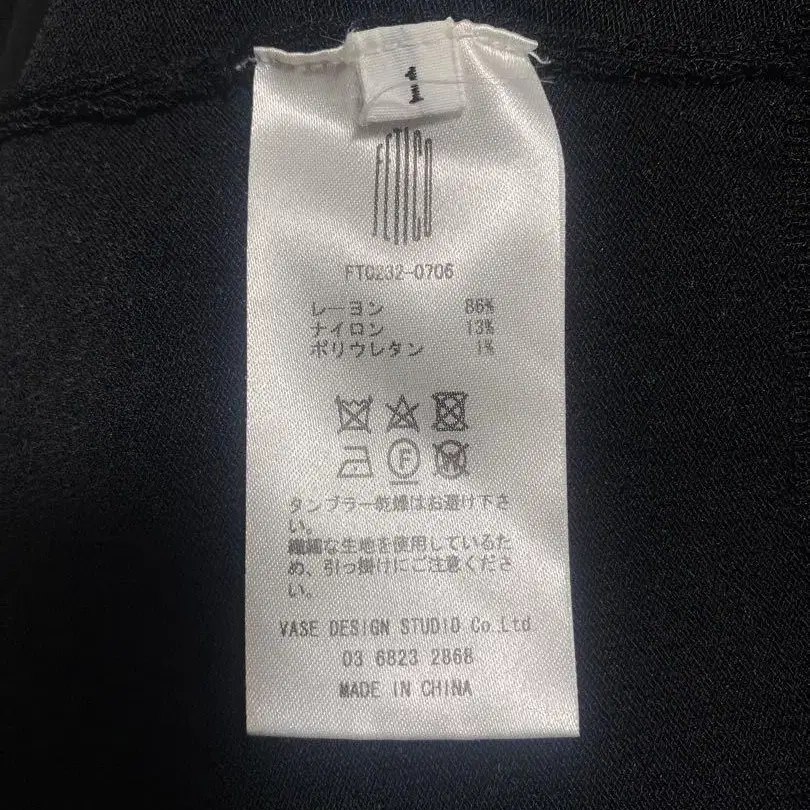 1
FETICO
FTC232-0706
レーヨン 86%
ナイロン 13%
ポリウレタン 1%
F
W
タンブラー乾燥はお避け下さ
い。
繊細な生地を使用しているた
め、引っ掛けにご注意くださ
い。
VASE DESIGN STUDIO Co.,Ltd.
03 6823 2868
MADE IN CHINA